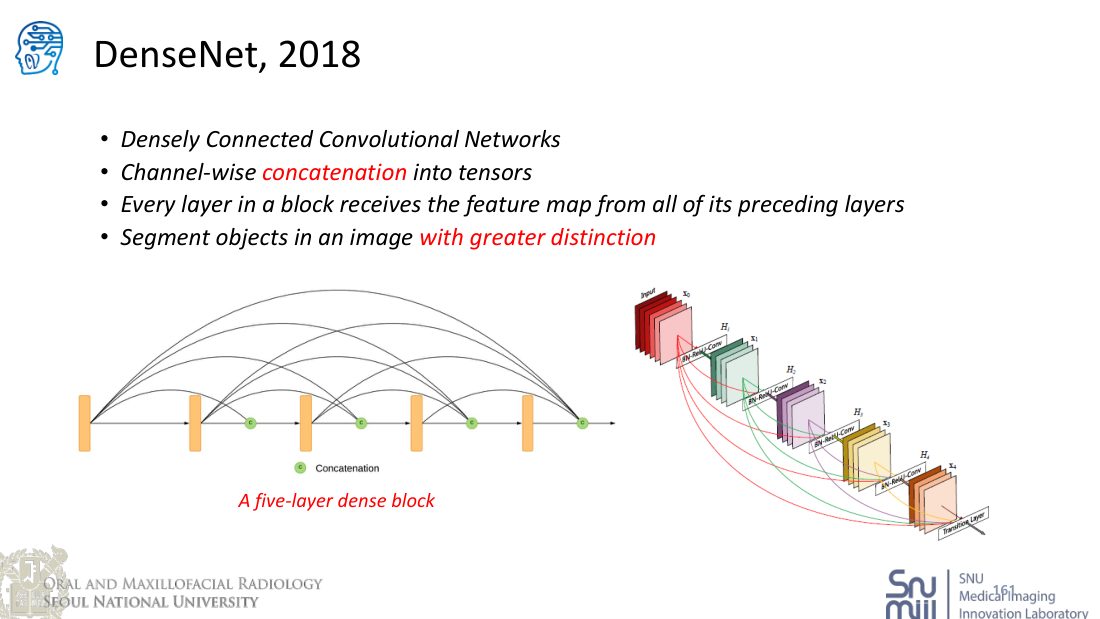 DenseNet, 2018
• Densely Connected Convolutional Networks
• Channel-wise concatenation into tensors
• Every layer in a block receives the feature map from all of its preceding layers
• Segment objects in an image with greater distinction
C
C
C
C
C Concatenation
A five-layer dense block
Input
x0
BN-ReLU-Conv
H1
x1
BN-ReLU-Conv
H2
x2
BN-ReLU-Conv
H3
x3
BN-ReLU-Conv
H4
x4
Transition Layer
ORAL AND MAXILLOFACIAL RADIOLOGY
SEOUL NATIONAL UNIVERSITY
SNU
Medical Imaging
Innovation Laboratory
161